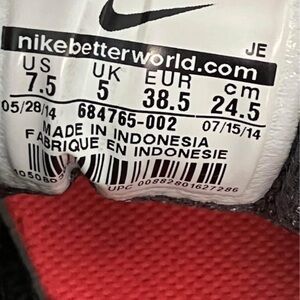 JE
nikebetterworld.com
US UK EUR cm
7.5 5 38.5 24.5
05/28/14 684765-002 07/15/14
MADE IN INDONESIA
FABRIQUE EN INDONESIE
UPC 00882801627286